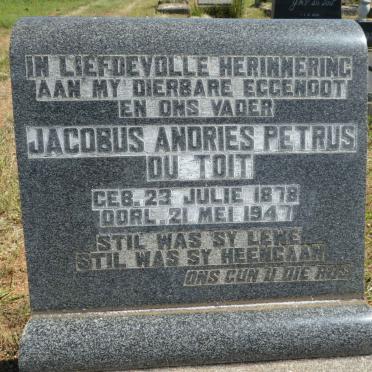 IN LIEFDEVOLLE HERINNERING
AAN MY DIERBARE EGGENOOT
EN ONS VADER
JACOBUS ANDRIES PETRUS
DU TOIT
GEB. 23 JULIE 1878
OORL. 21 MEI 1947
STIL WAS SY LEWE
STIL WAS SY HEENGAAN
ONS GUN U DIE RUS